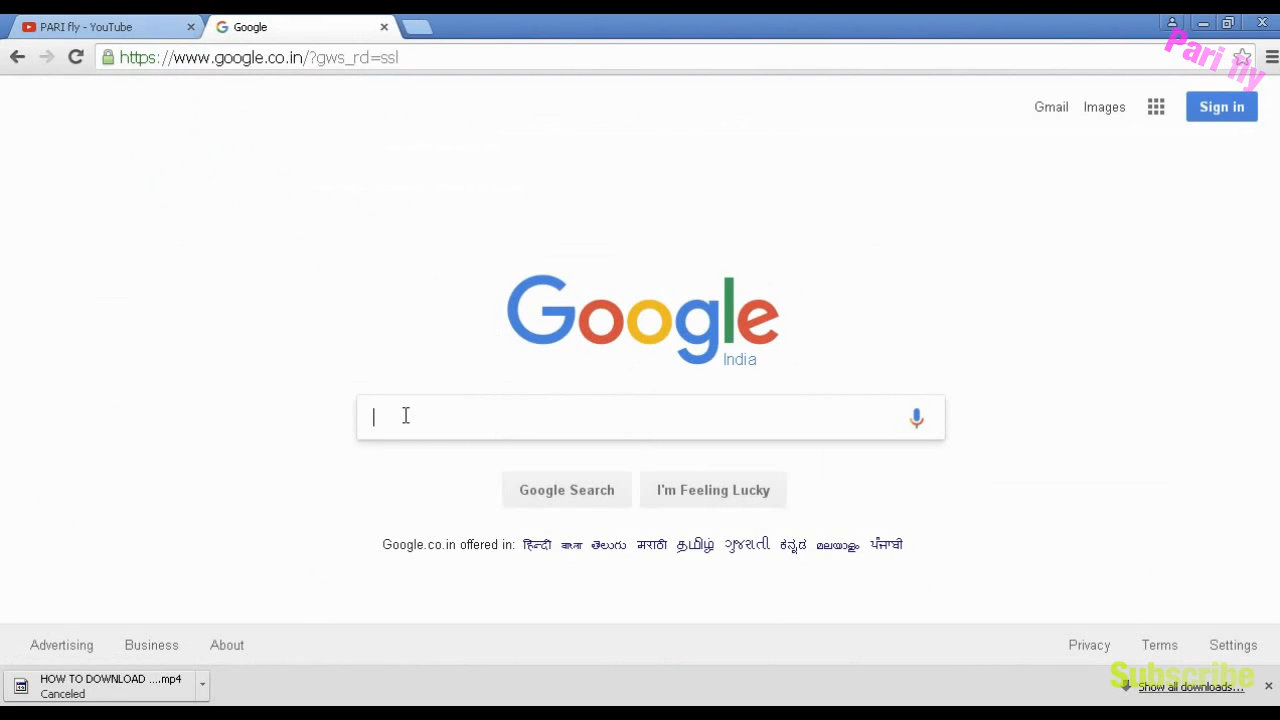 PARI fly - YouTube
Google
https://www.google.co.in/?gws_rd=ssl
Pari fly
Gmail Images Sign in
Google
India
Google Search I'm Feeling Lucky
Google.co.in offered in: हिन्दी বাংলা తెలుగు मराठी தமிழ் ગુજરાતી ಕನ್ನಡ മലയാളം ਪੰਜਾਬੀ
Advertising Business About Privacy Terms Settings
HOW TO DOWNLOAD ....mp4
Canceled
Subscribe
Show all downloads...